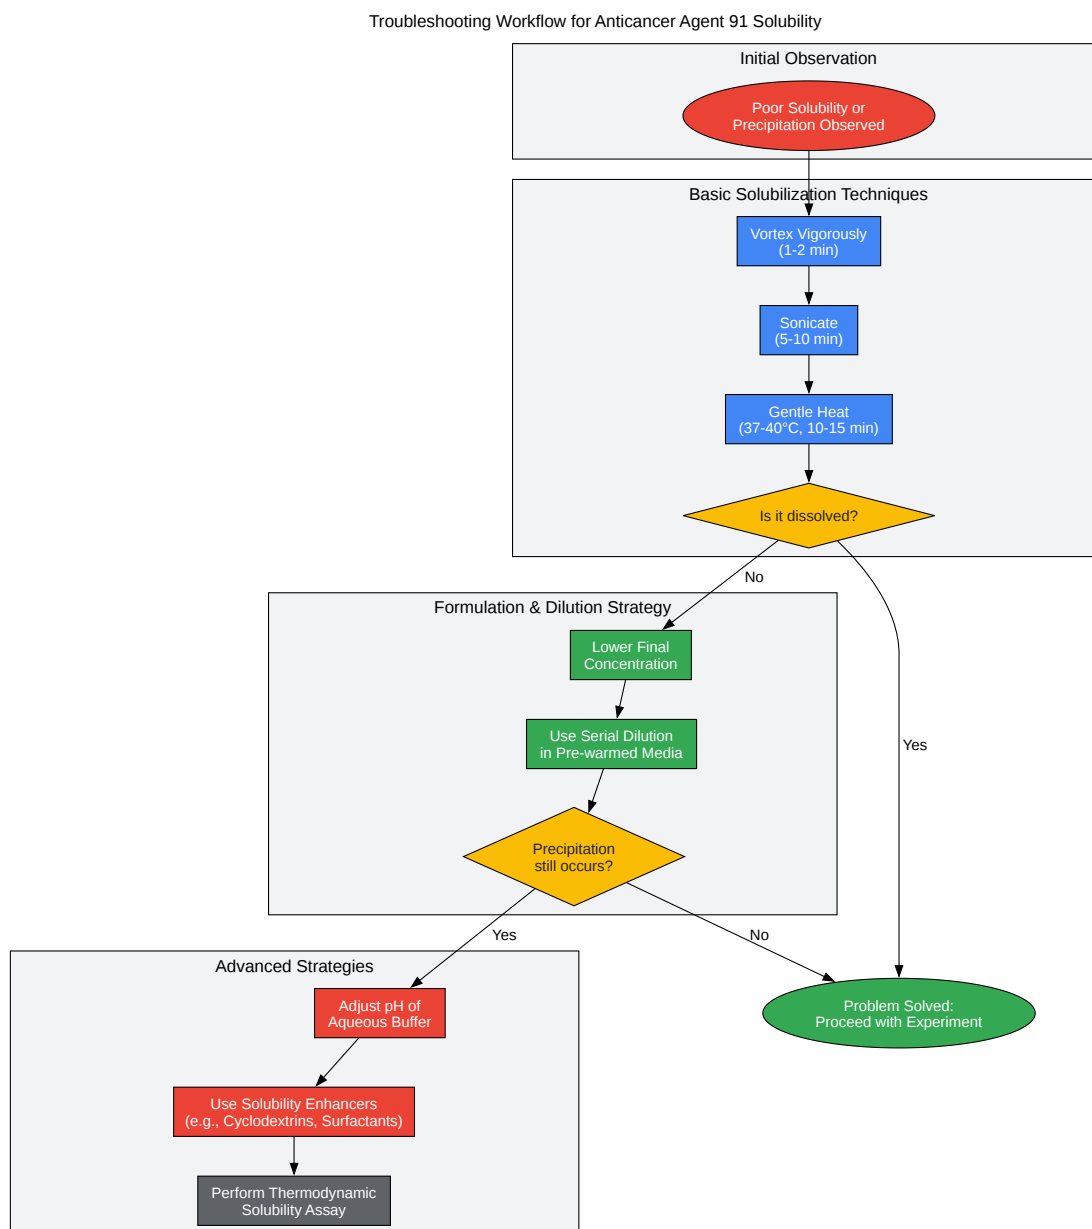 Troubleshooting Workflow for Anticancer Agent 91 Solubility
Initial Observation
Poor Solubility or
Precipitation Observed
Basic Solubilization Techniques
Vortex Vigorously
(1-2 min)
Sonicate
(5-10 min)
Gentle Heat
(37-40°C, 10-15 min)
Is it dissolved?
No
Formulation & Dilution Strategy
Lower Final
Concentration
Use Serial Dilution
in Pre-warmed Media
Yes
Precipitation
still occurs?
Yes
No
Advanced Strategies
Adjust pH of
Aqueous Buffer
Problem Solved:
Proceed with Experiment
Use Solubility Enhancers
(e.g., Cyclodextrins, Surfactants)
Perform Thermodynamic
Solubility Assay